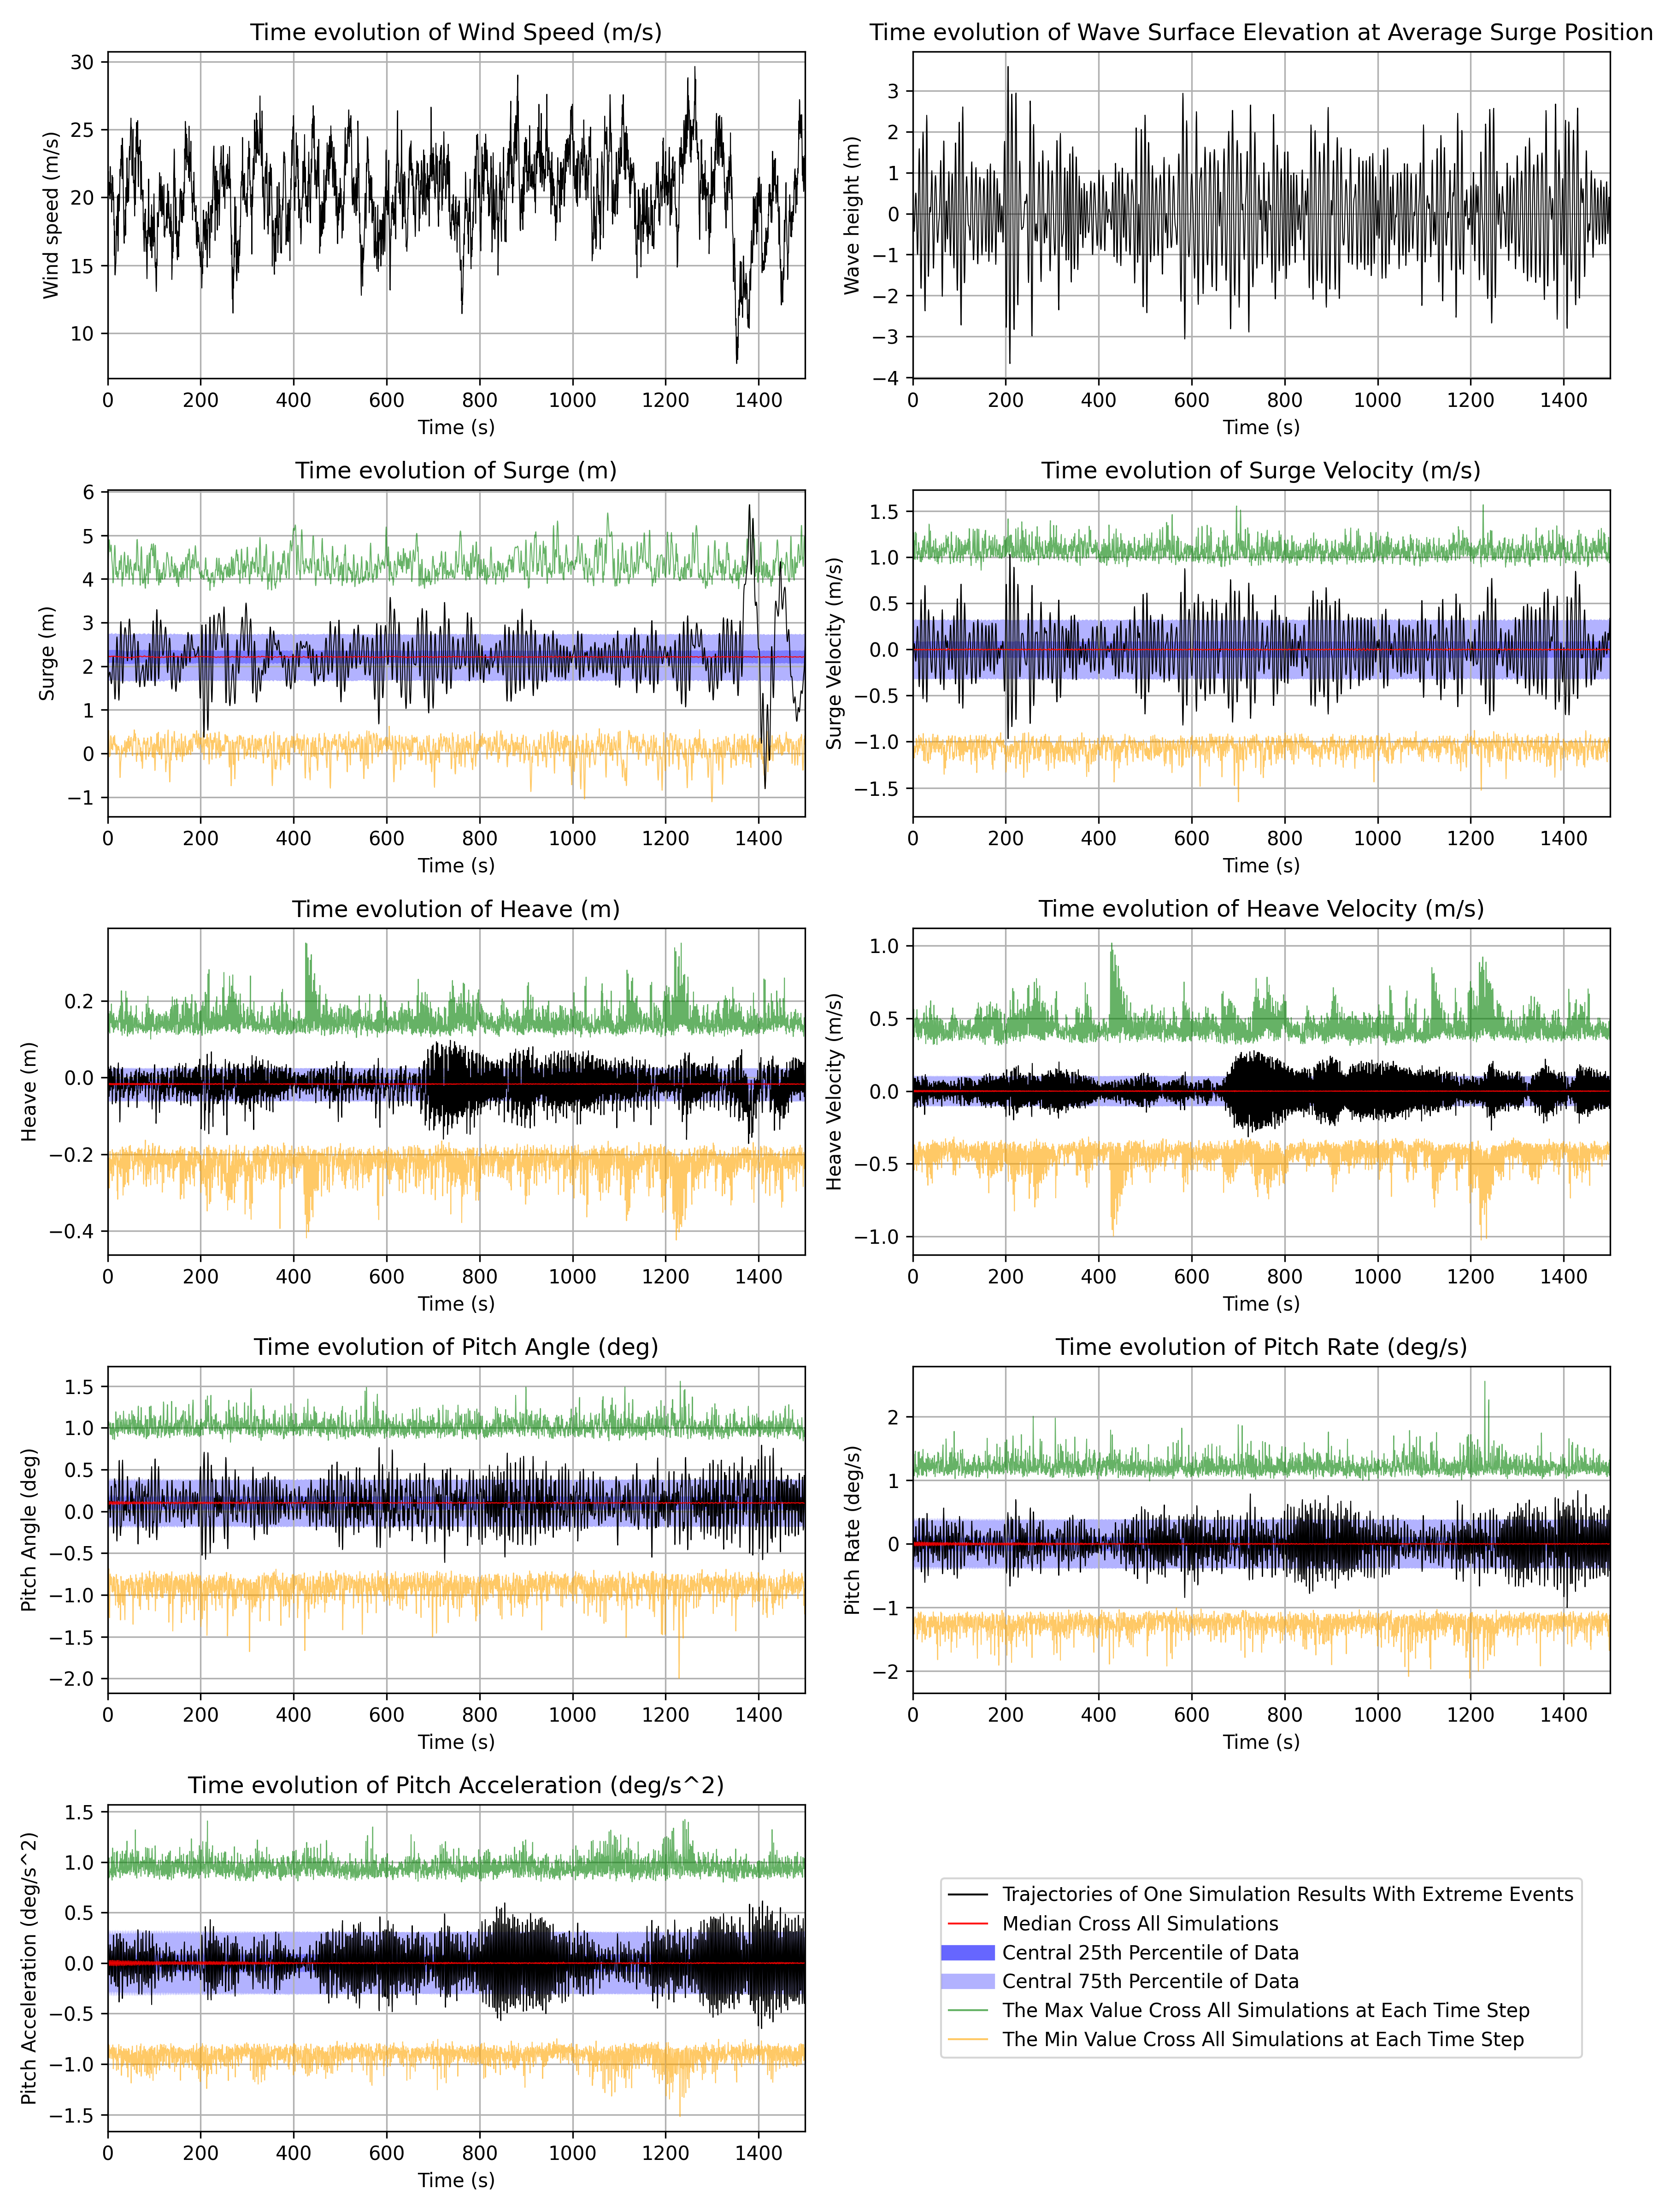 Time evolution of Wind Speed (m/s)
Wind speed (m/s)
30
25
20
15
10
0 200 400 600 800 1000 1200 1400
Time (s)
Time evolution of Wave Surface Elevation at Average Surge Position
Wave height (m)
3
2
1
0
−1
−2
−3
−4
0 200 400 600 800 1000 1200 1400
Time (s)
Time evolution of Surge (m)
Surge (m)
6
5
4
3
2
1
0
−1
0 200 400 600 800 1000 1200 1400
Time (s)
Time evolution of Surge Velocity (m/s)
Surge Velocity (m/s)
1.5
1.0
0.5
0.0
−0.5
−1.0
−1.5
0 200 400 600 800 1000 1200 1400
Time (s)
Time evolution of Heave (m)
Heave (m)
0.2
0.0
−0.2
−0.4
0 200 400 600 800 1000 1200 1400
Time (s)
Time evolution of Heave Velocity (m/s)
Heave Velocity (m/s)
1.0
0.5
0.0
−0.5
−1.0
0 200 400 600 800 1000 1200 1400
Time (s)
Time evolution of Pitch Angle (deg)
Pitch Angle (deg)
1.5
1.0
0.5
0.0
−0.5
−1.0
−1.5
−2.0
0 200 400 600 800 1000 1200 1400
Time (s)
Time evolution of Pitch Rate (deg/s)
Pitch Rate (deg/s)
2
1
0
−1
−2
0 200 400 600 800 1000 1200 1400
Time (s)
Time evolution of Pitch Acceleration (deg/s^2)
Pitch Acceleration (deg/s^2)
1.5
1.0
0.5
0.0
−0.5
−1.0
−1.5
0 200 400 600 800 1000 1200 1400
Time (s)
Trajectories of One Simulation Results With Extreme Events
Median Cross All Simulations
Central 25th Percentile of Data
Central 75th Percentile of Data
The Max Value Cross All Simulations at Each Time Step
The Min Value Cross All Simulations at Each Time Step